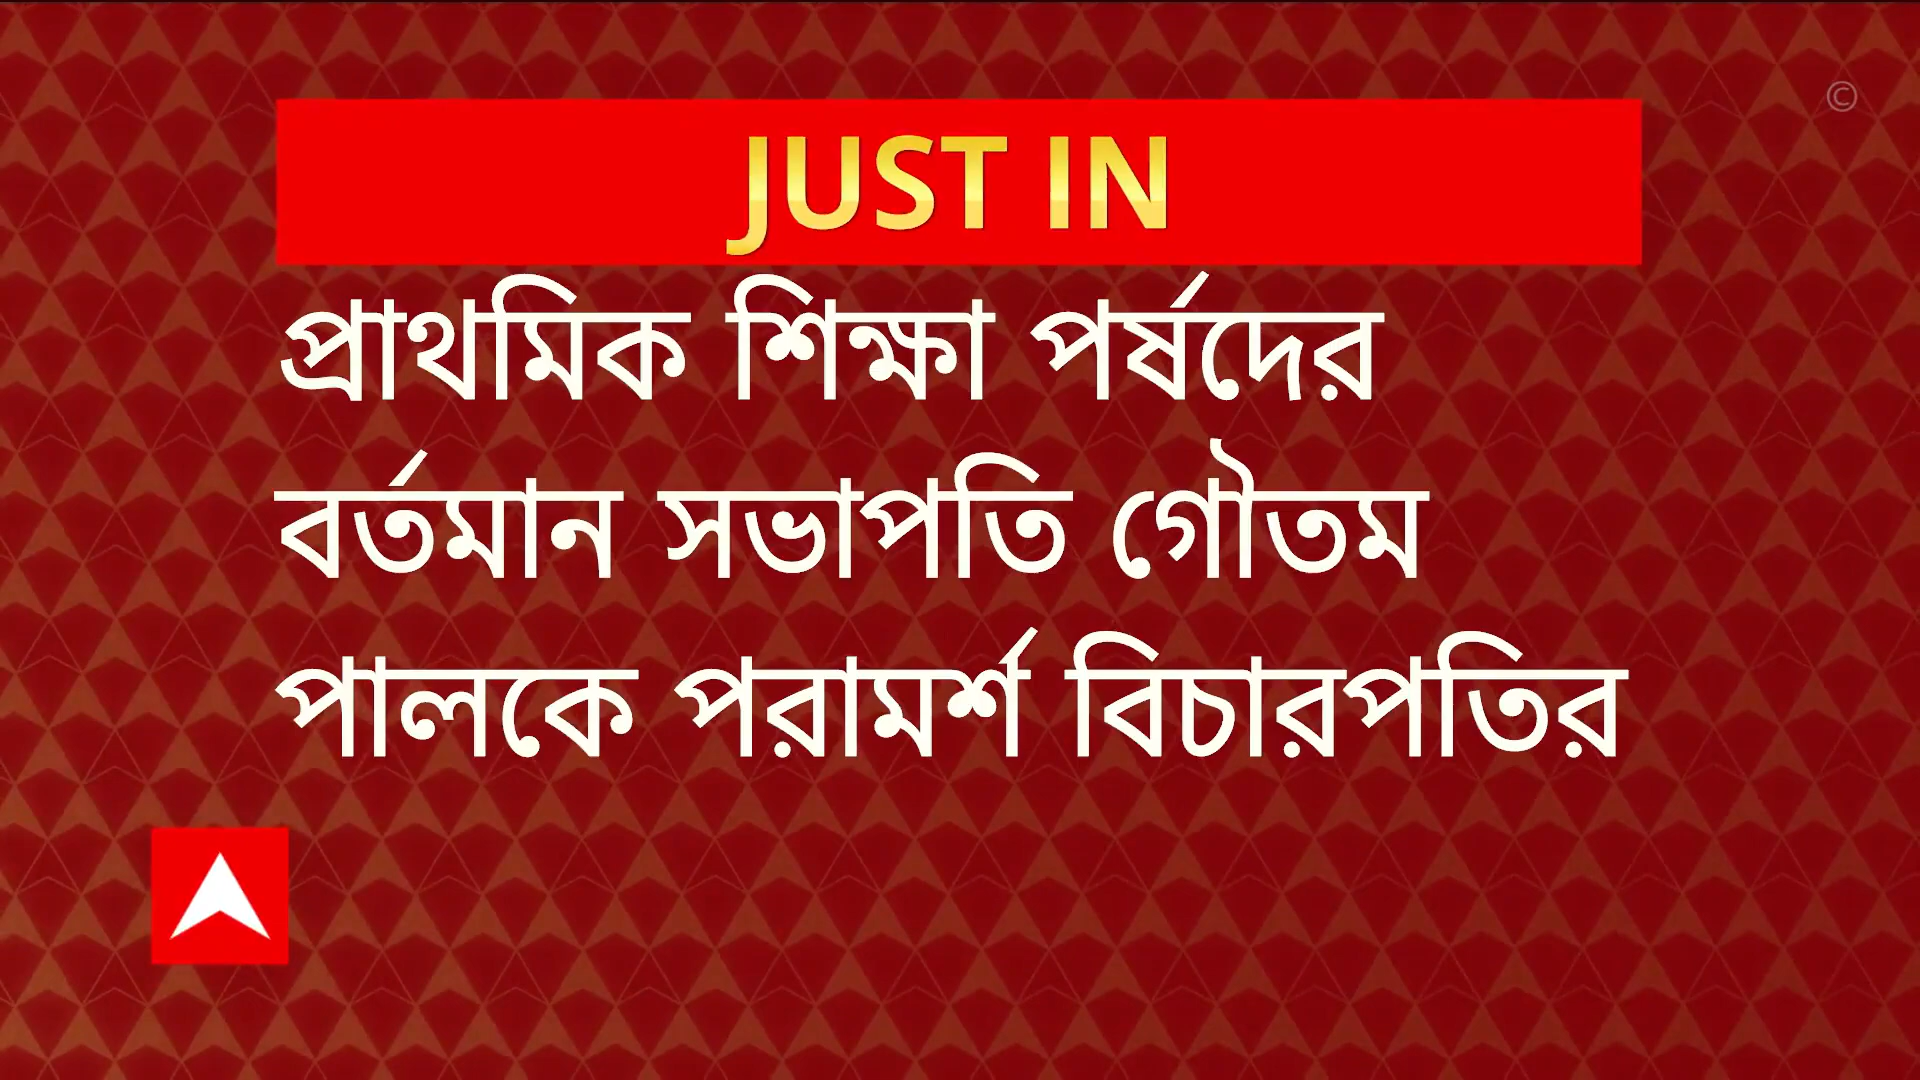 ©
JUST IN
প্রাথমিক শিক্ষা পর্ষদের
বর্তমান সভাপতি গৌতম
পালকে পরামর্শ বিচারপতির